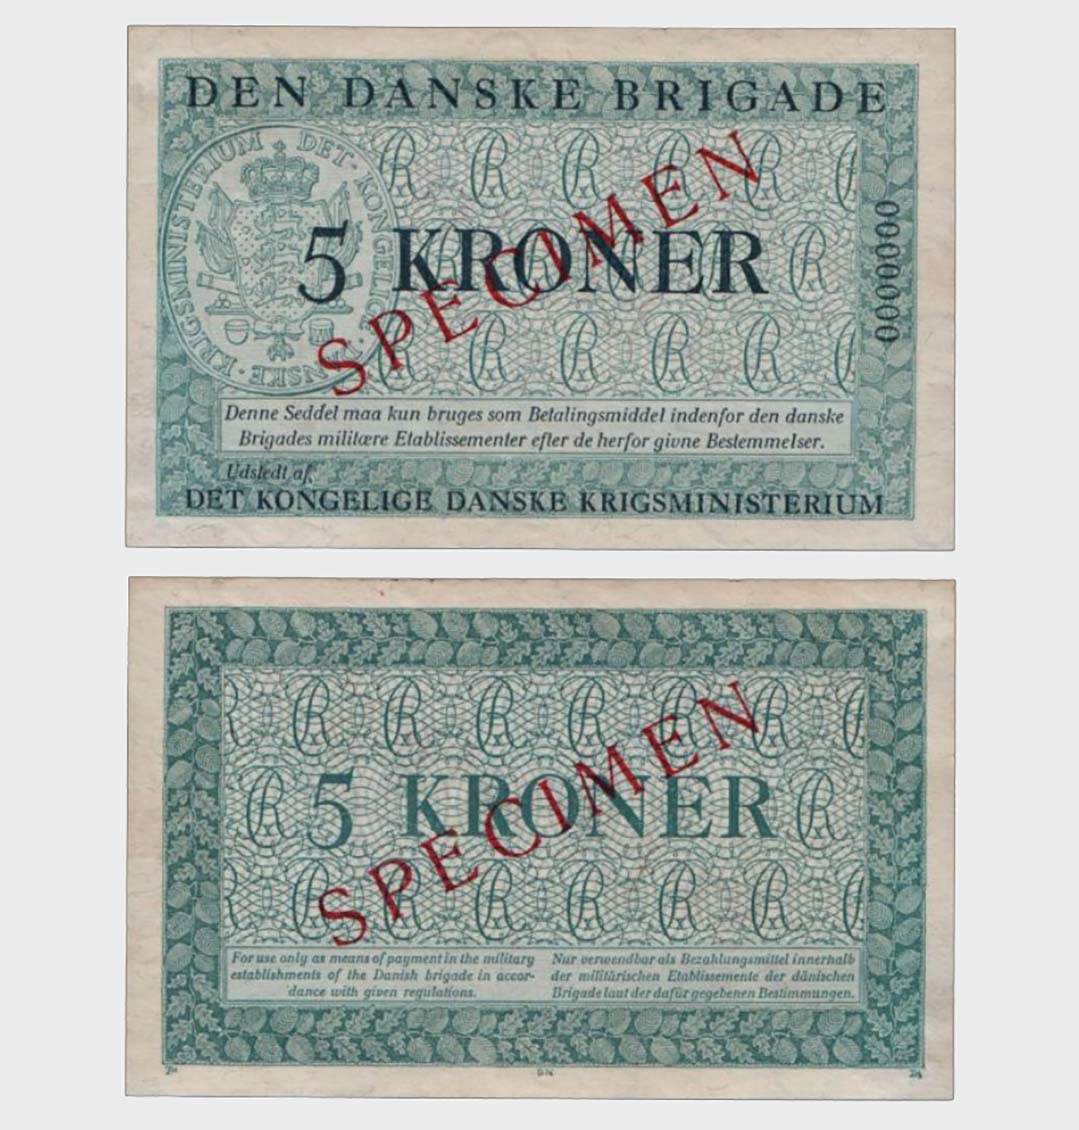 DEN DANSKE BRIGADE
KRIGSMINISTERIUM DET KONGELIGE
5 KRONER
SPECIMEN
0000000
Denne Seddel maa kun bruges som Betalingsmiddel indenfor den danske
Brigades militære Etablissementer efter de herfor givne Bestemmelser.
Udstedt af
DET KONGELIGE DANSKE KRIGSMINISTERIUM
5 KRONER
SPECIMEN
For use only as means of payment in the military
establishments of the Danish brigade in accor-
dance with given regulations.
Nur verwendbar als Bezahlungsmittel innerhalb
der militärischen Etablissemente der dänischen
Brigade laut der dafür gegebenen Bestimmungen.